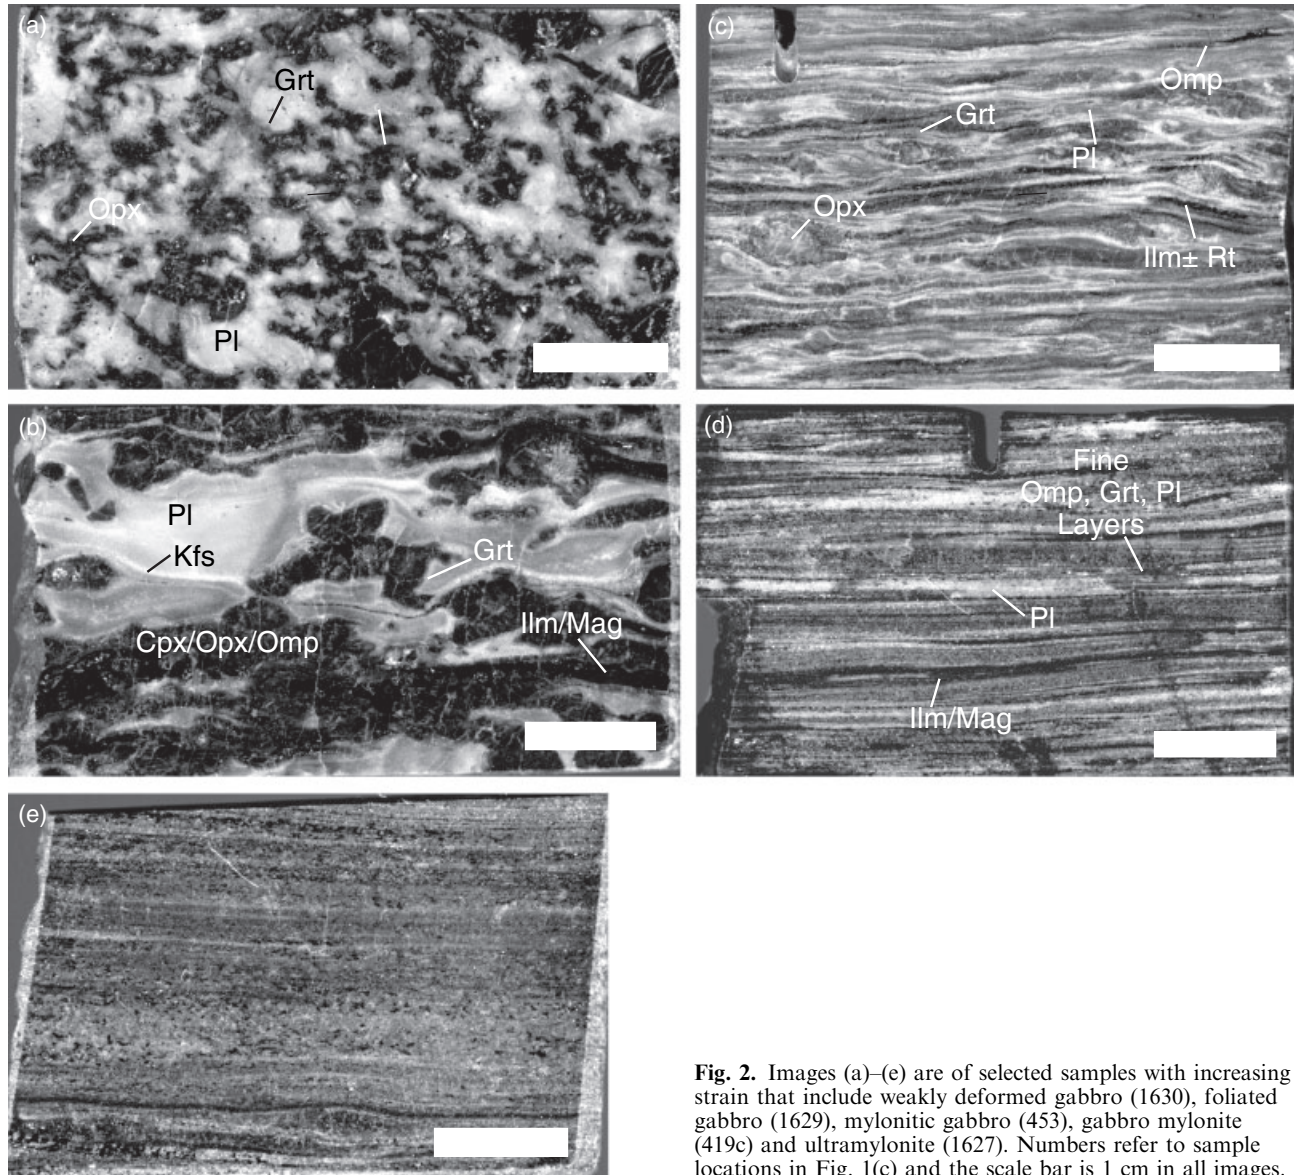 (a)
Grt
Opx
Pl
(b)
Pl
Kfs
Grt
Ilm/Mag
Cpx/Opx/Omp
(c)
Omp
Grt
Pl
Opx
Ilm± Rt
(d)
Fine
Omp, Grt, Pl
Layers
Pl
Ilm/Mag
(e)
Fig. 2. Images (a)–(e) are of selected samples with increasing
strain that include weakly deformed gabbro (1630), foliated
gabbro (1629), mylonitic gabbro (453), gabbro mylonite
(419c) and ultramylonite (1627). Numbers refer to sample
locations in Fig. 1(c) and the scale bar is 1 cm in all images.